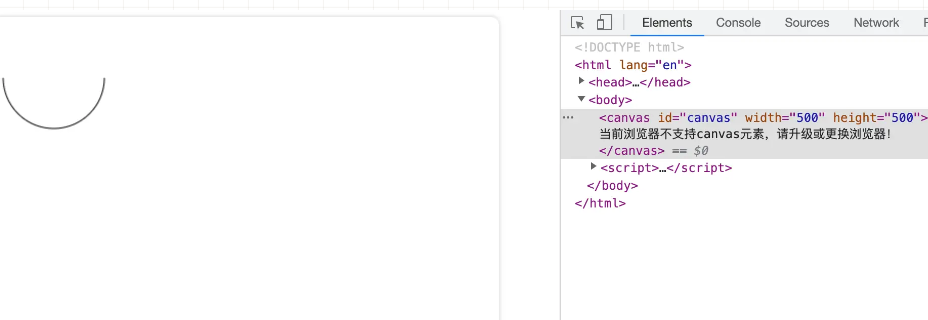 Elements Console Sources Network
<!DOCTYPE html>
<html lang="en">
<head>…</head>
<body>
<canvas id="canvas" width="500" height="500">
当前浏览器不支持canvas元素，请升级或更换浏览器!
</canvas> == $0
<script>…</script>
</body>
</html>